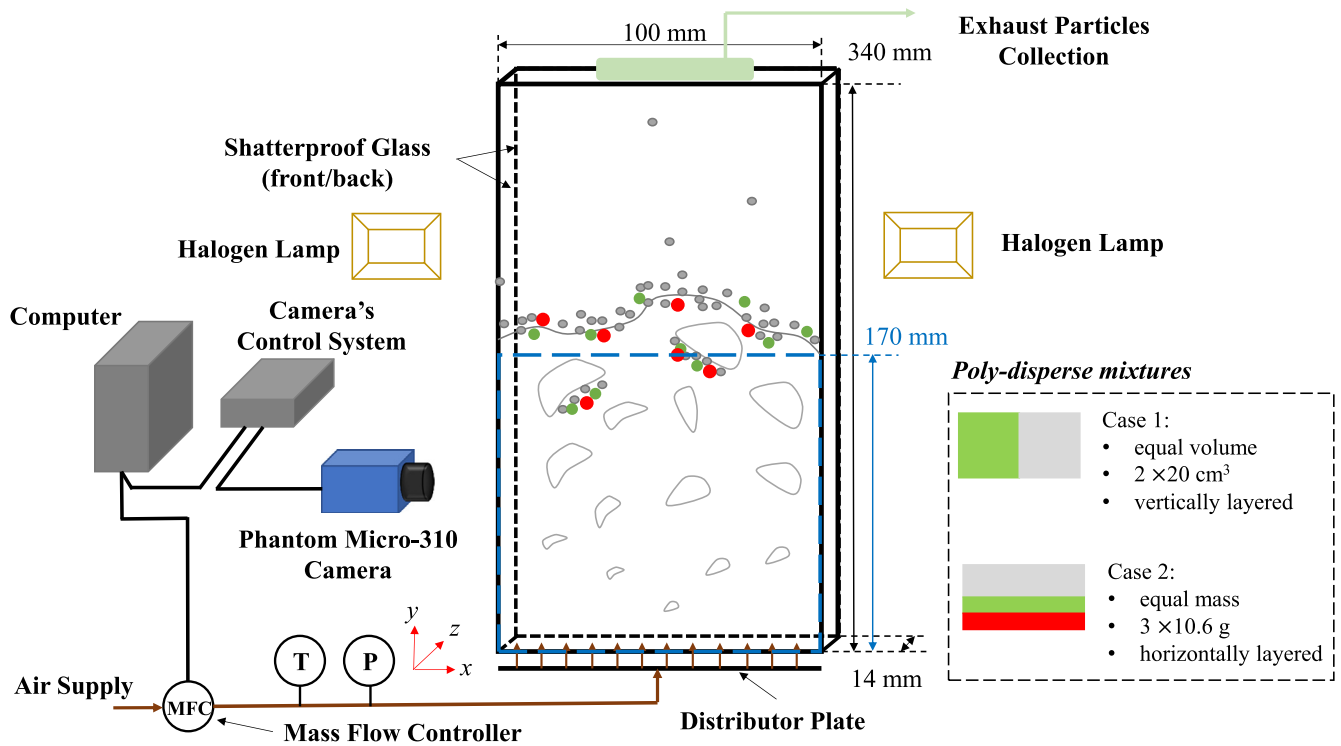 100 mm
340 mm
Exhaust Particles
Collection
Shatterproof Glass
(front/back)
Halogen Lamp
Halogen Lamp
Computer
Camera’s
Control System
170 mm
Phantom Micro-310
Camera
Poly-disperse mixtures
Case 1:
• equal volume
• 2 ×20 cm³
• vertically layered
Case 2:
• equal mass
• 3 ×10.6 g
• horizontally layered
y
z
x
T
P
14 mm
Air Supply
MFC
Mass Flow Controller
Distributor Plate